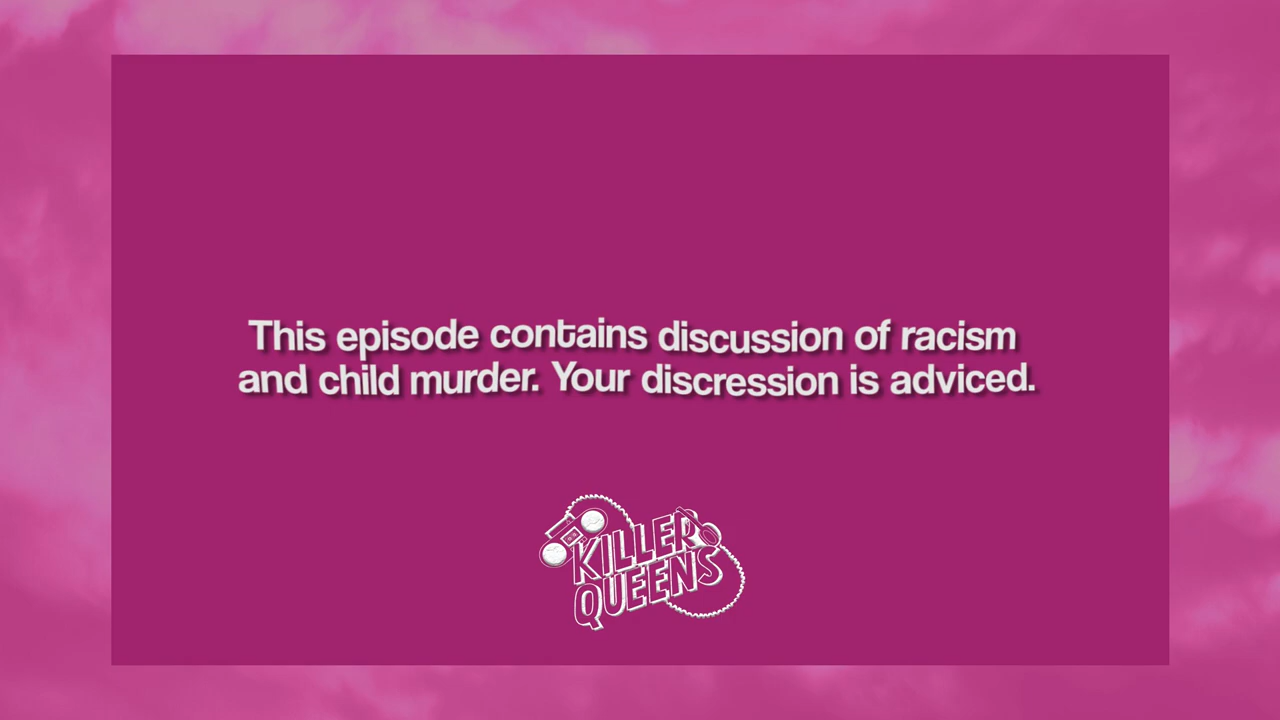 This episode contains discussion of racism
and child murder. Your discression is adviced.
KILLER
QUEENS